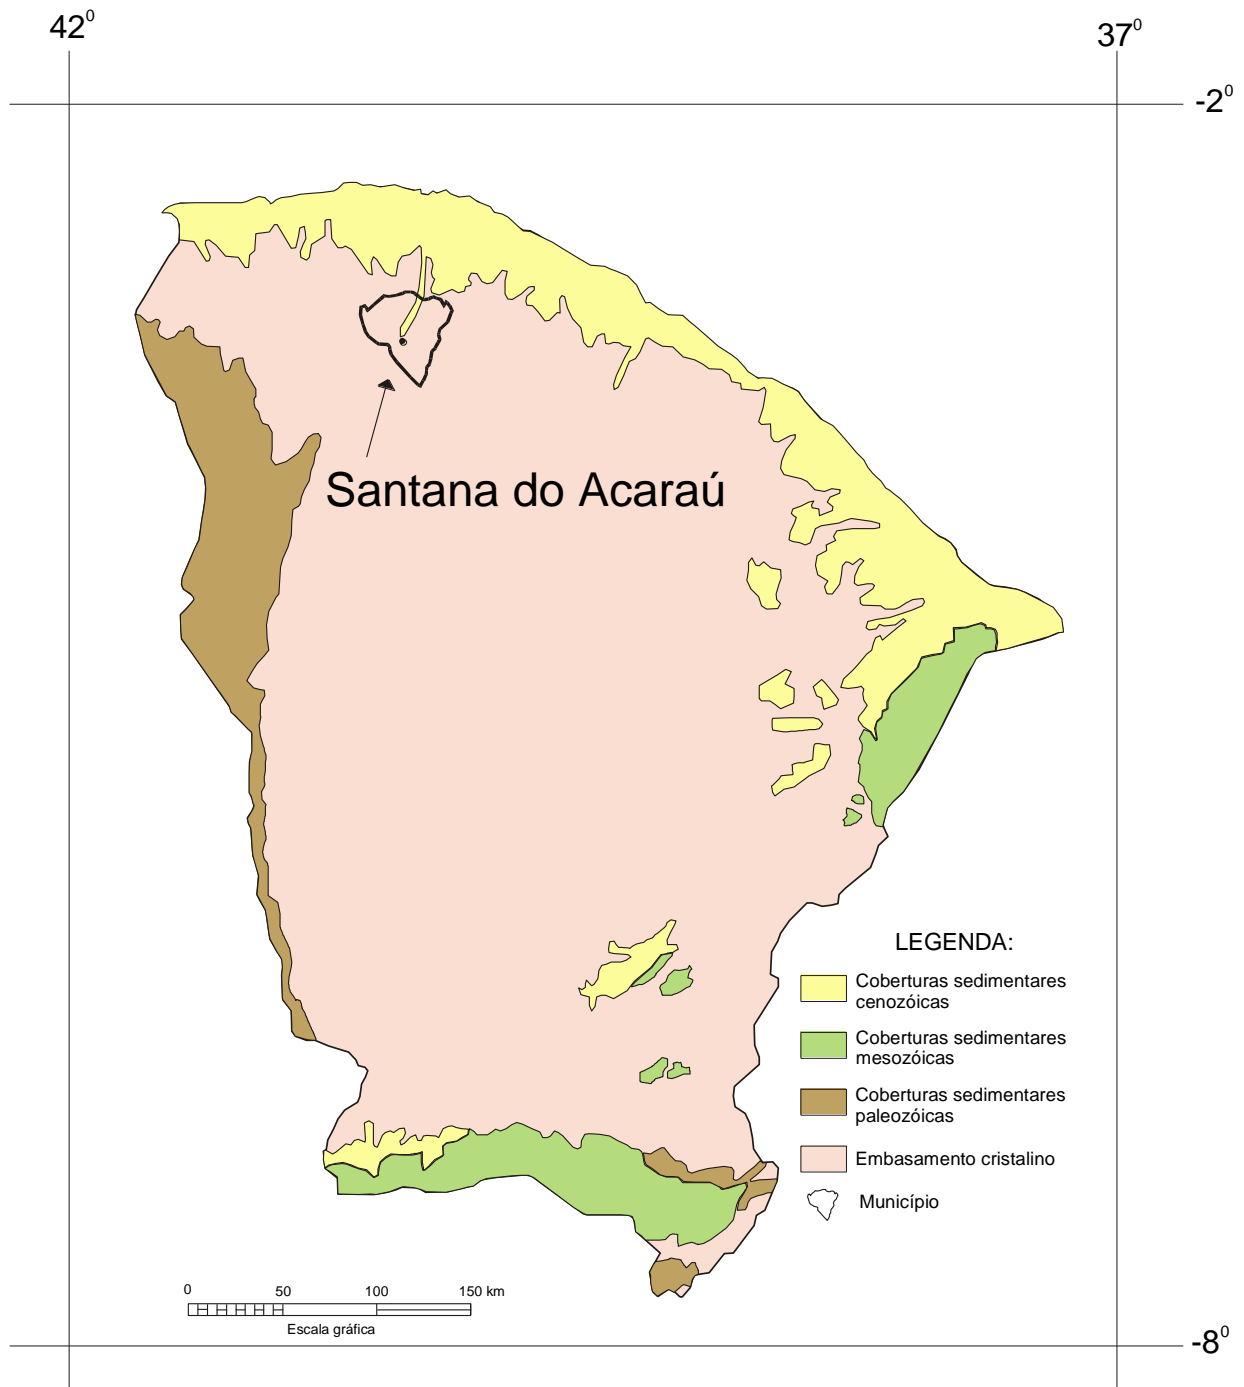 42⁰
37⁰
-2⁰
Santana do Acaraú
LEGENDA:
Coberturas sedimentares
cenozóicas
Coberturas sedimentares
mesozóicas
Coberturas sedimentares
paleozóicas
Embasamento cristalino
Município
0 50 100 150 km
Escala gráfica
-8⁰